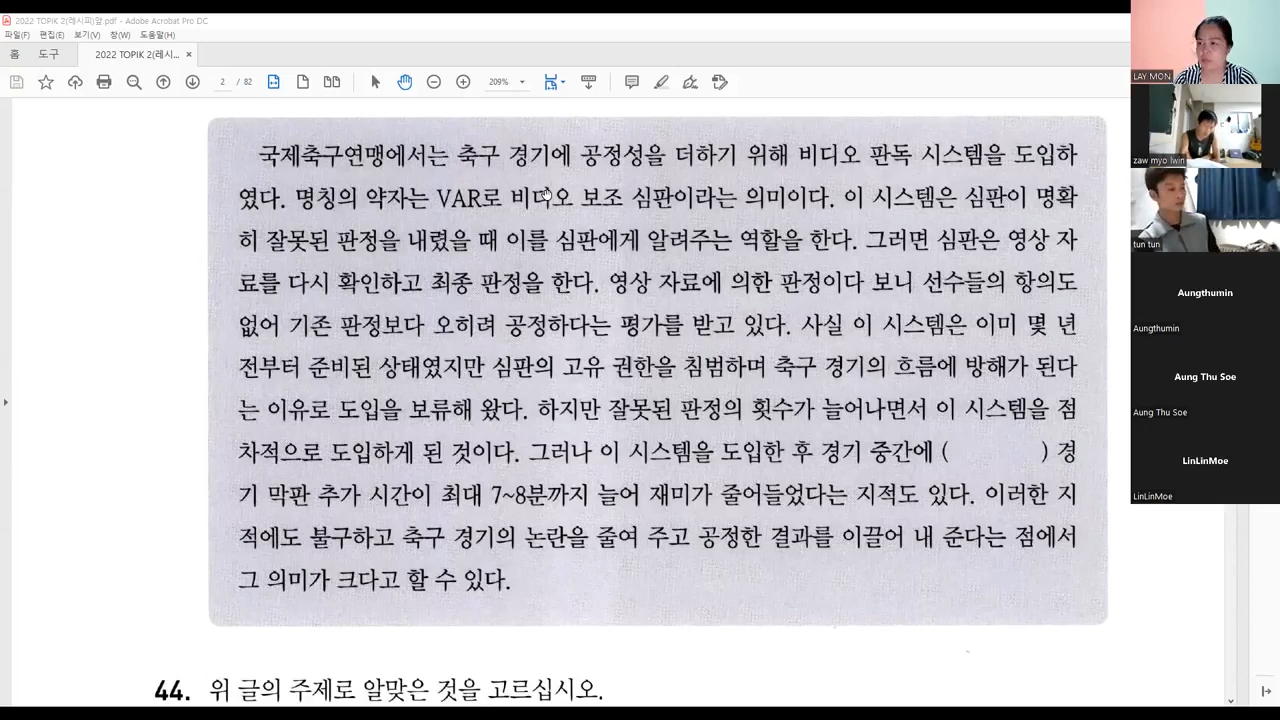 2022 TOPIK 2(레시피)앞.pdf - Adobe Acrobat Pro DC
파일(F) 편집(E) 보기(V) 창(W) 도움말(H)
홈 도구 2022 TOPIK 2(레시... ×
2 / 82 209%
국제축구연맹에서는 축구 경기에 공정성을 더하기 위해 비디오 판독 시스템을 도입하
였다. 명칭의 약자는 VAR로 비디오 보조 심판이라는 의미이다. 이 시스템은 심판이 명확
히 잘못된 판정을 내렸을 때 이를 심판에게 알려주는 역할을 한다. 그러면 심판은 영상 자
료를 다시 확인하고 최종 판정을 한다. 영상 자료에 의한 판정이다 보니 선수들의 항의도
없어 기존 판정보다 오히려 공정하다는 평가를 받고 있다. 사실 이 시스템은 이미 몇 년
전부터 준비된 상태였지만 심판의 고유 권한을 침범하며 축구 경기의 흐름에 방해가 된다
는 이유로 도입을 보류해 왔다. 하지만 잘못된 판정의 횟수가 늘어나면서 이 시스템을 점
차적으로 도입하게 된 것이다. 그러나 이 시스템을 도입한 후 경기 중간에 ( ) 경
기 막판 추가 시간이 최대 7~8분까지 늘어 재미가 줄어들었다는 지적도 있다. 이러한 지
적에도 불구하고 축구 경기의 논란을 줄여 주고 공정한 결과를 이끌어 내 준다는 점에서
그 의미가 크다고 할 수 있다.
44. 위 글의 주제로 알맞은 것을 고르십시오.
LAY MON
zaw myo lwin
tun tun
Aungthumin
Aungthumin
Aung Thu Soe
Aung Thu Soe
LinLinMoe
LinLinMoe